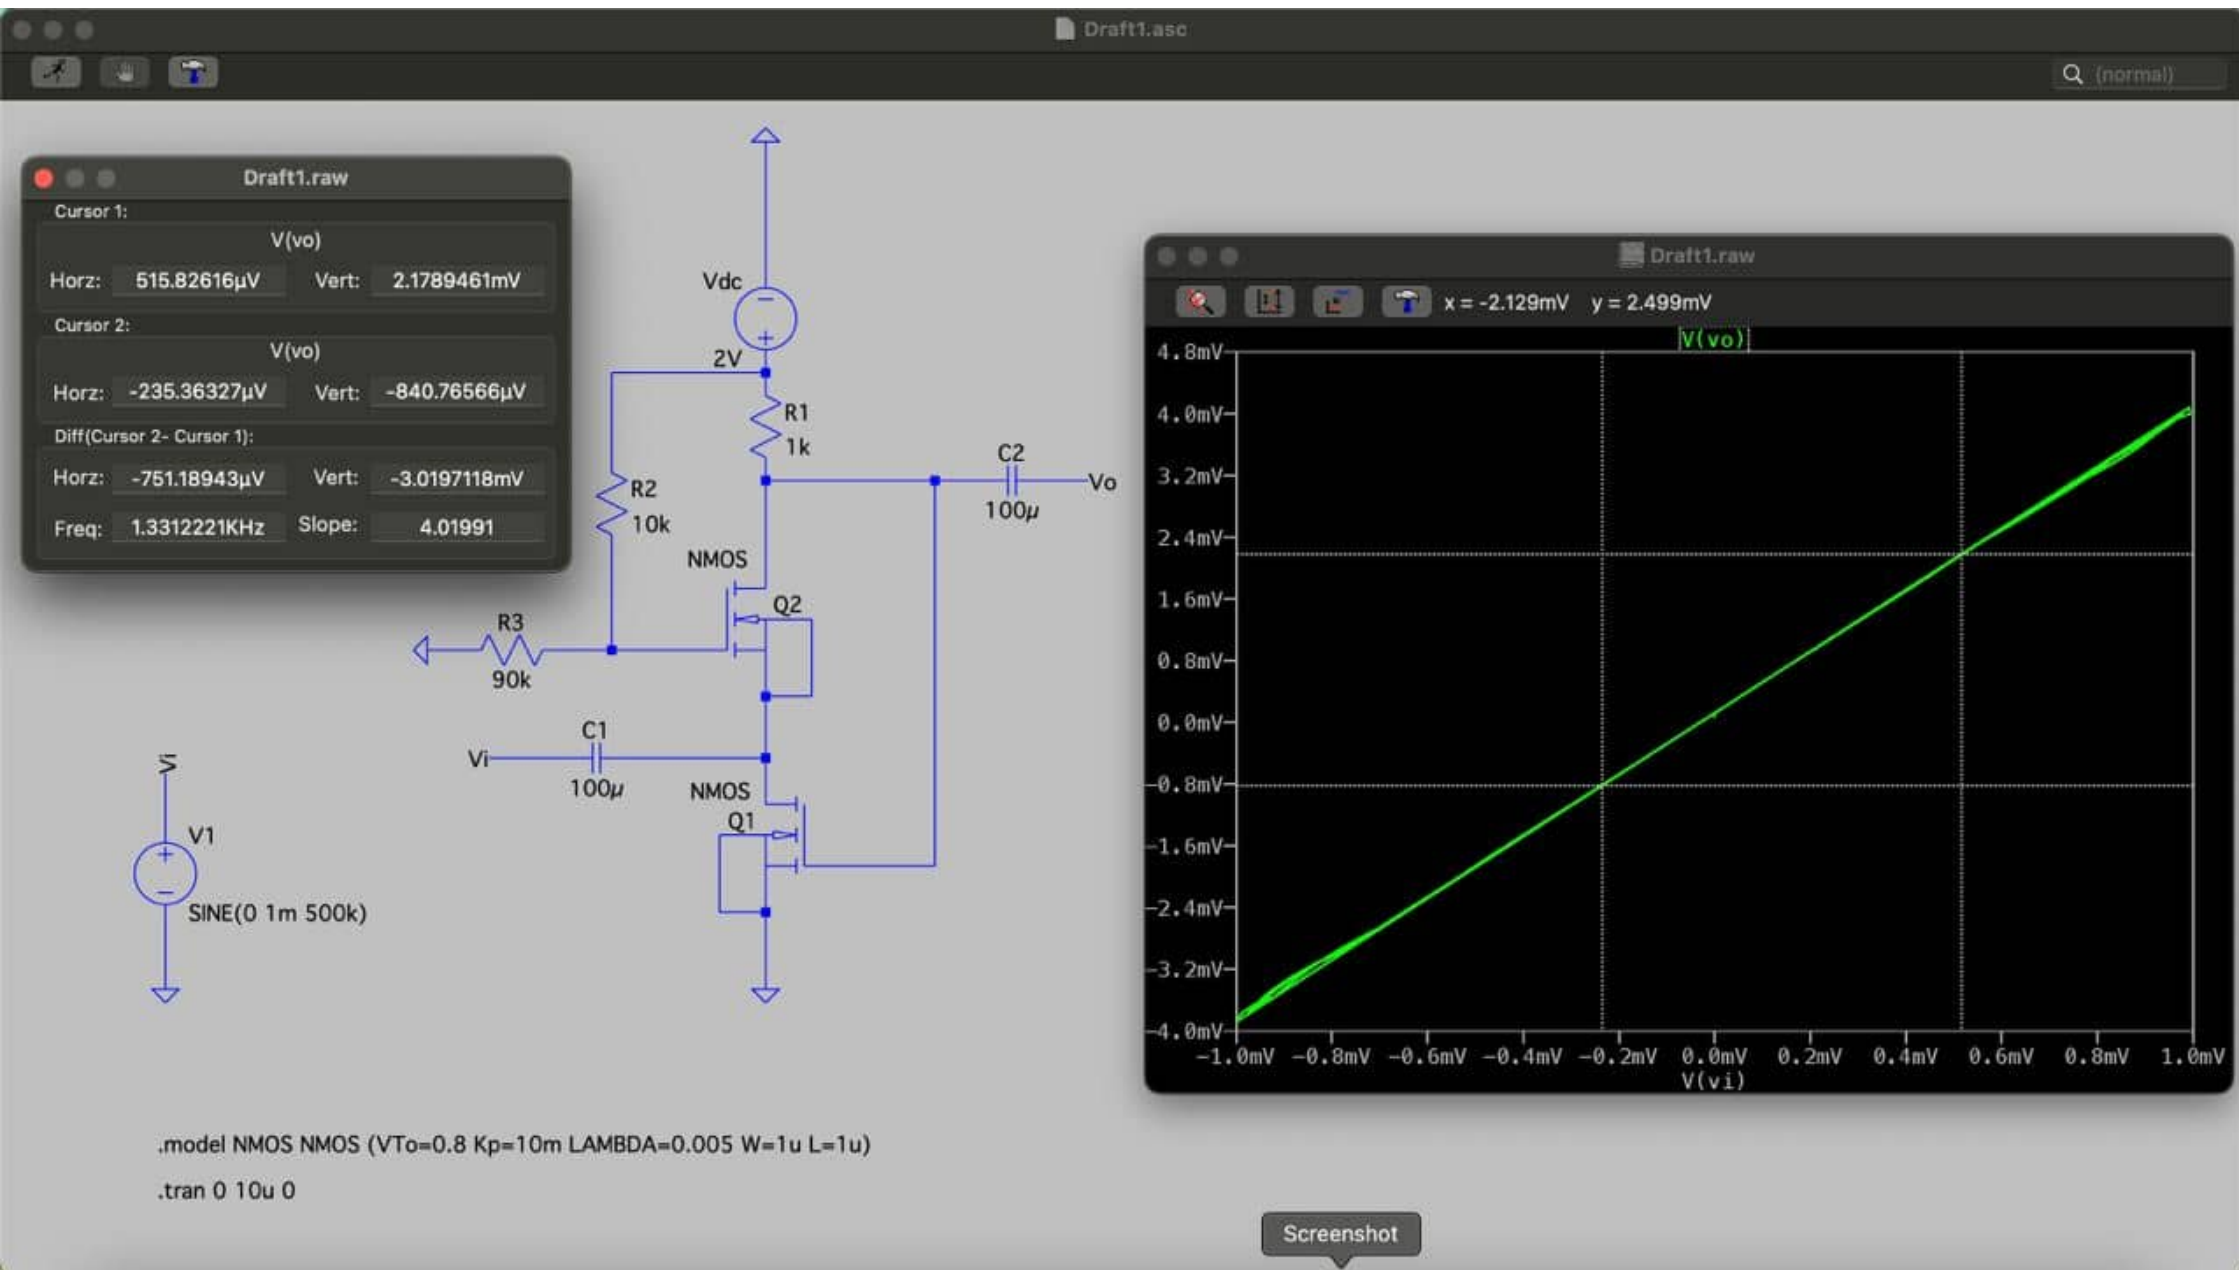 Draft1.asc
(normal)
Draft1.raw
Cursor 1:
V(vo)
Horz: 515.82616µV Vert: 2.1789461mV
Cursor 2:
V(vo)
Horz: -235.36327µV Vert: -840.76566µV
Diff(Cursor 2- Cursor 1):
Horz: -751.18943µV Vert: -3.0197118mV
Freq: 1.3312221KHz Slope: 4.01991
Vdc
2V
R1
1k
C2
Vo
100µ
R2
10k
NMOS
Q2
R3
90k
C1
Vi
100µ
NMOS
Q1
Vi
V1
SINE(0 1m 500k)
.model NMOS NMOS (VTo=0.8 Kp=10m LAMBDA=0.005 W=1u L=1u)
.tran 0 10u 0
Draft1.raw
x = -2.129mV y = 2.499mV
V(vo)
4.8mV
4.0mV
3.2mV
2.4mV
1.6mV
0.8mV
0.0mV
-0.8mV
-1.6mV
-2.4mV
-3.2mV
-4.0mV
-1.0mV -0.8mV -0.6mV -0.4mV -0.2mV 0.0mV 0.2mV 0.4mV 0.6mV 0.8mV 1.0mV
V(vi)
Screenshot